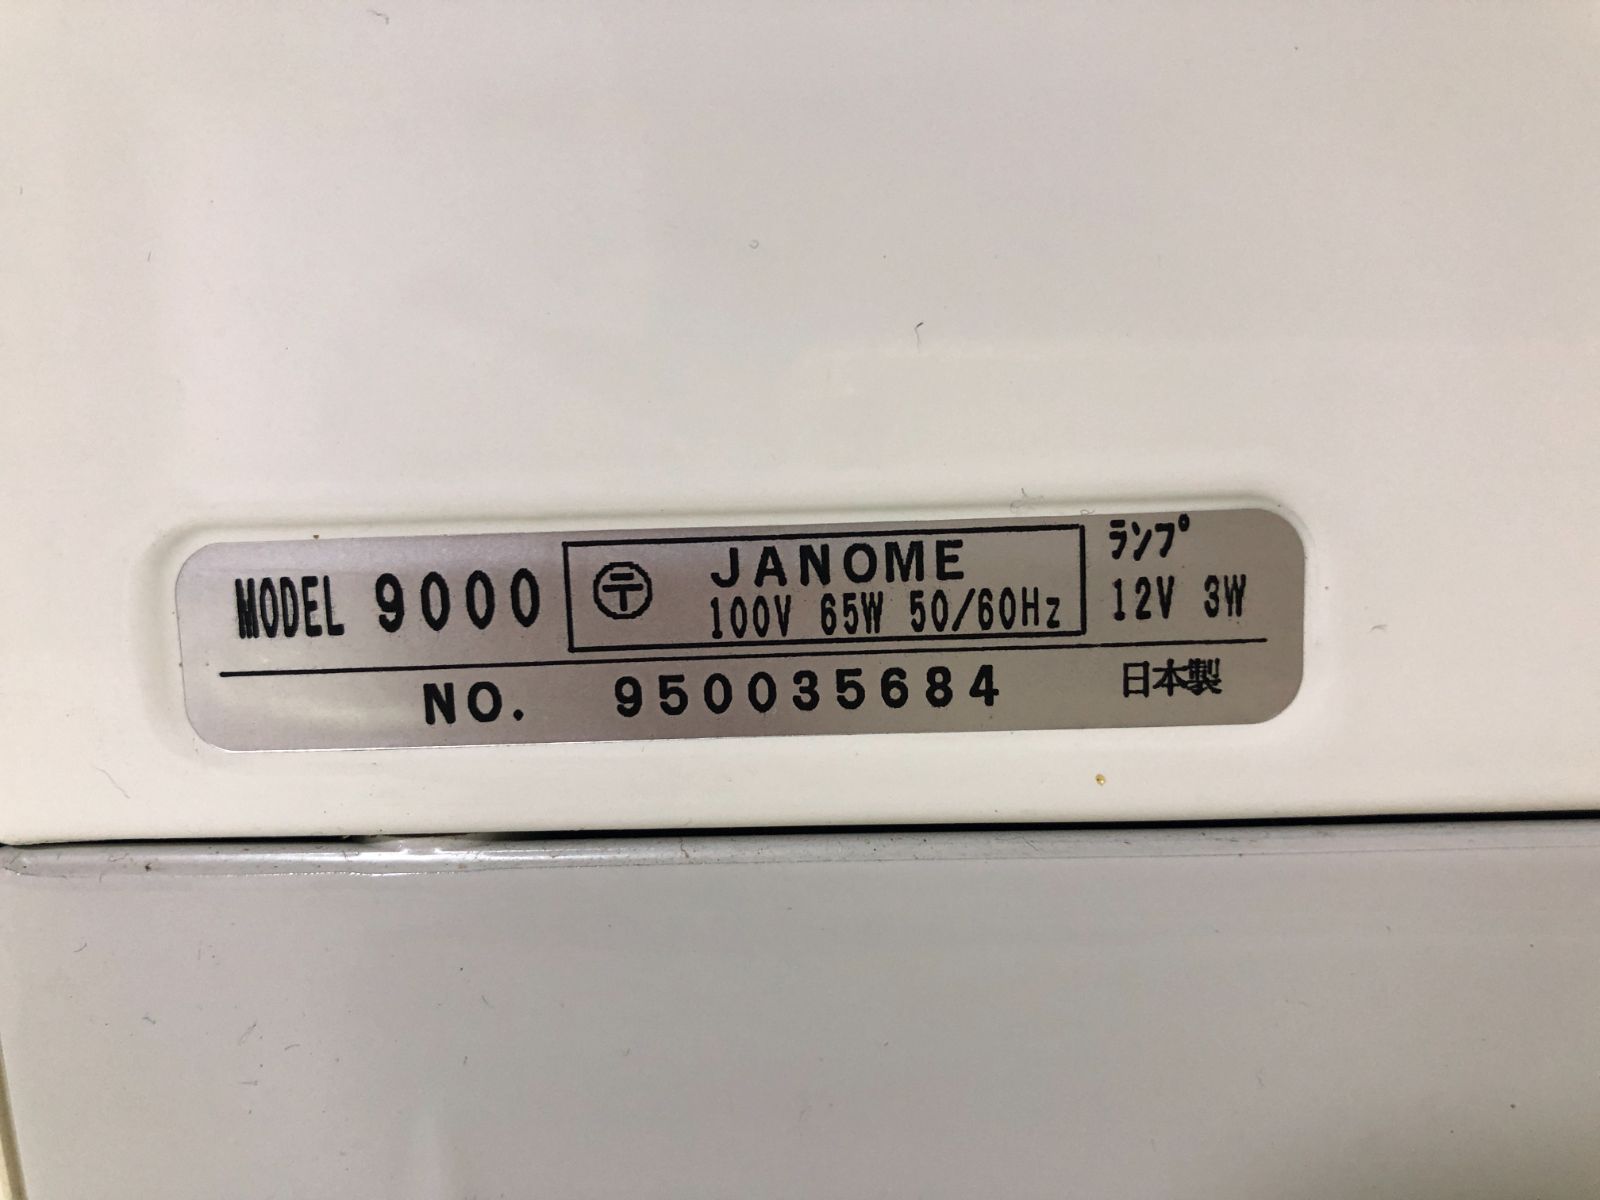 MODEL 9000
〒 JANOME
100V 65W 50/60Hz
ﾗﾝﾌﾟ
12V 3W
NO. 950035684
日本製